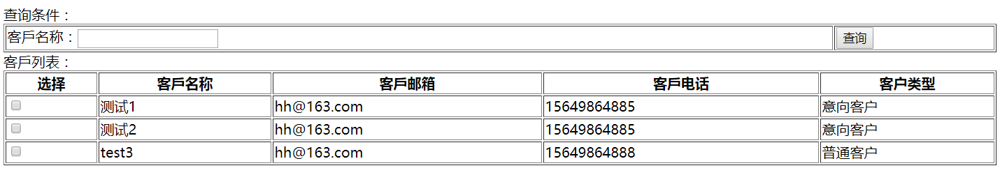 查询条件：
客戶名称： 查询
客戶列表：
选择 客戶名称 客戶邮箱 客戶电话 客户类型
测试1 hh@163.com 15649864885 意向客户
测试2 hh@163.com 15649864885 意向客户
test3 hh@163.com 15649864888 普通客户